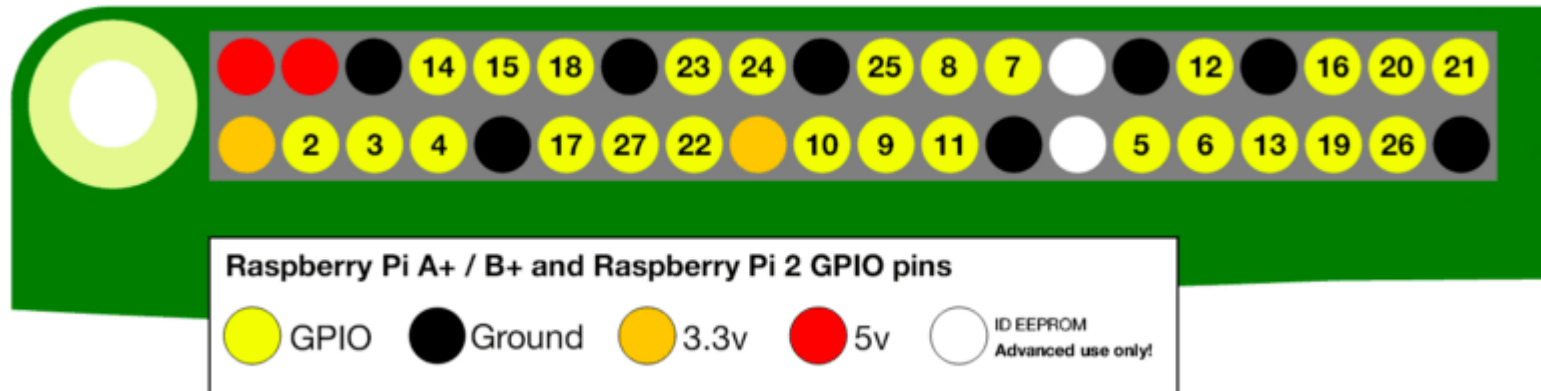 14 15 18 23 24 25 8 7 12 16 20 21
2 3 4 17 27 22 10 9 11 5 6 13 19 26
Raspberry Pi A+ / B+ and Raspberry Pi 2 GPIO pins
GPIO Ground 3.3v 5v ID EEPROM
Advanced use only!